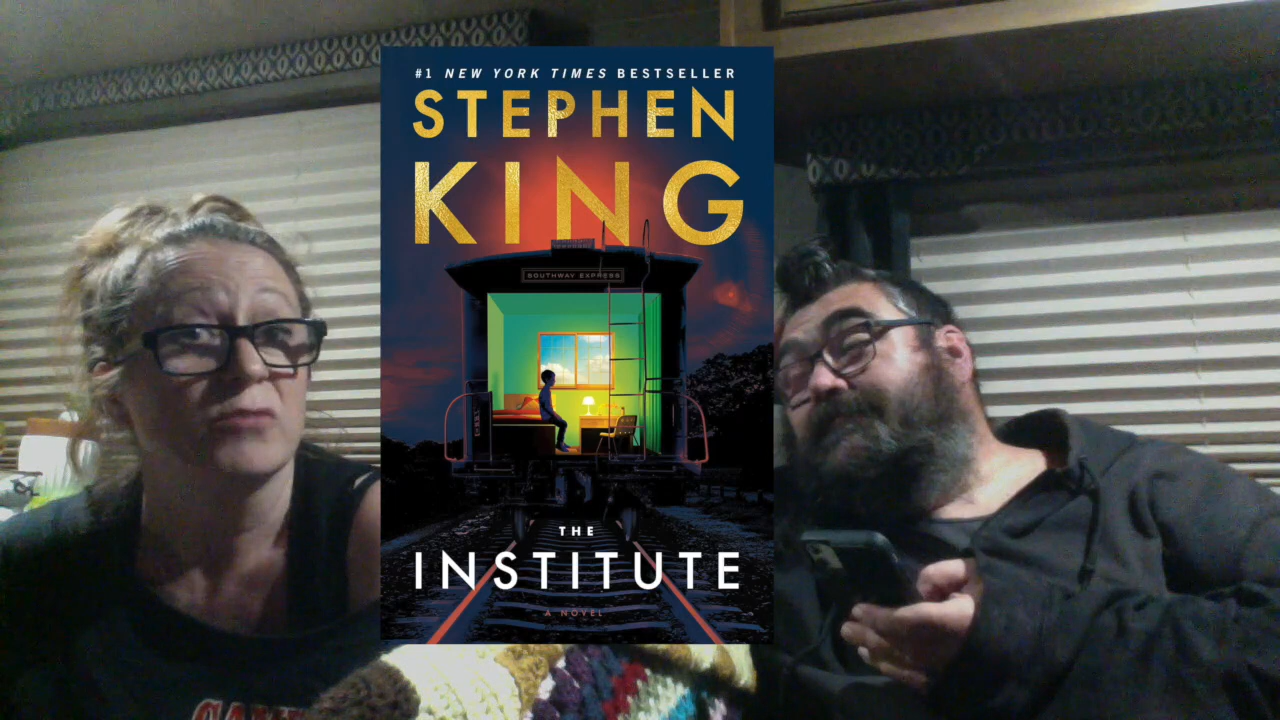 #1 NEW YORK TIMES BESTSELLER
STEPHEN
KING
SOUTHWAY EXPRESS
THE
INSTITUTE
A NOVEL